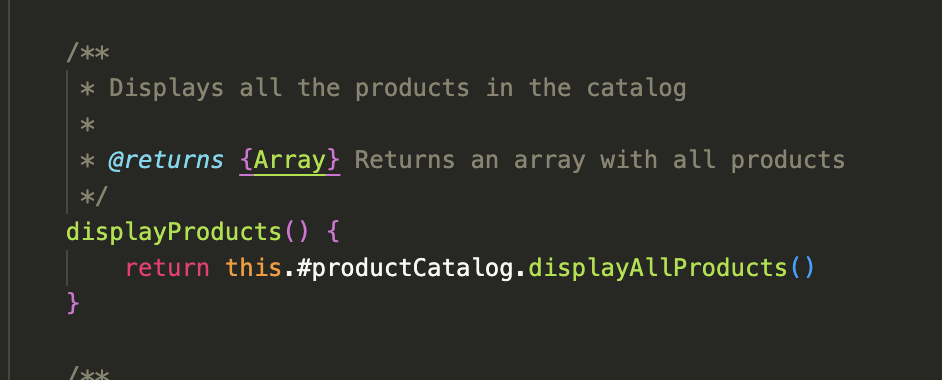 /**
* Displays all the products in the catalog
*
* @returns {Array} Returns an array with all products
*/
displayProducts() {
return this.#productCatalog.displayAllProducts()
}
/**